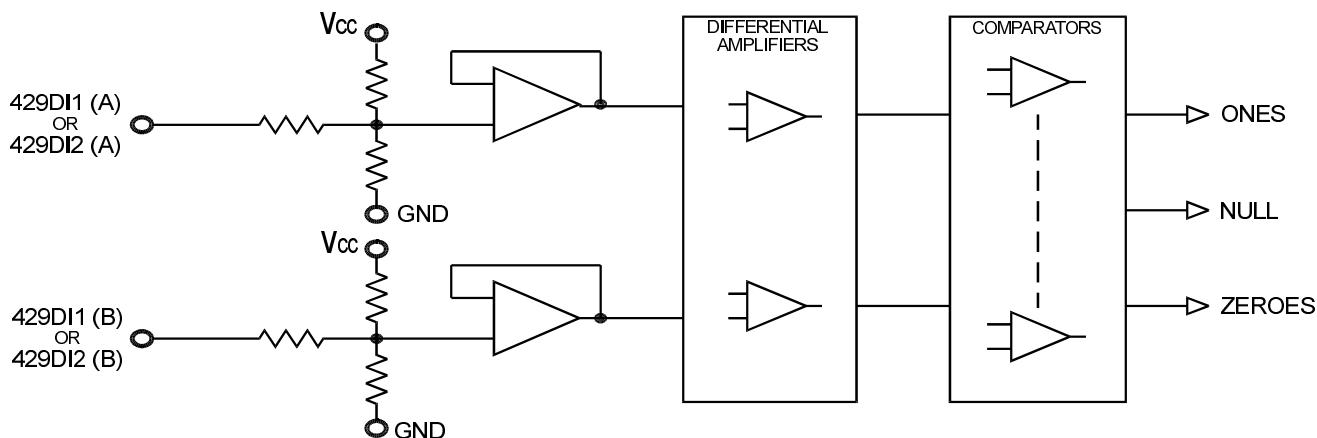 Vcc
DIFFERENTIAL
AMPLIFIERS
COMPARATORS
429DI1 (A)
OR
429DI2 (A)
ONES
GND
NULL
Vcc
429DI1 (B)
OR
429DI2 (B)
ZEROES
GND